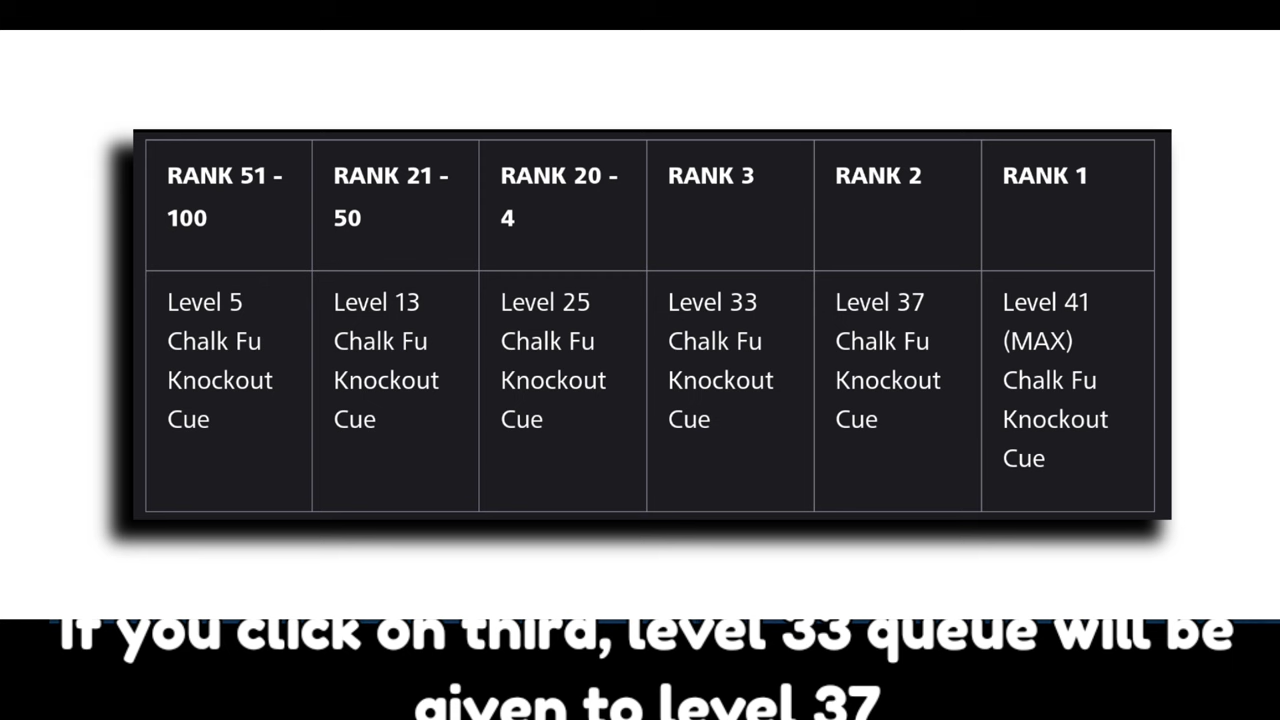 RANK 51 -
100
RANK 21 -
50
RANK 20 -
4
RANK 3
RANK 2
RANK 1
Level 5
Chalk Fu
Knockout
Cue
Level 13
Chalk Fu
Knockout
Cue
Level 25
Chalk Fu
Knockout
Cue
Level 33
Chalk Fu
Knockout
Cue
Level 37
Chalk Fu
Knockout
Cue
Level 41
(MAX)
Chalk Fu
Knockout
Cue
If you click on third, level 33 queue will be
given to level 37